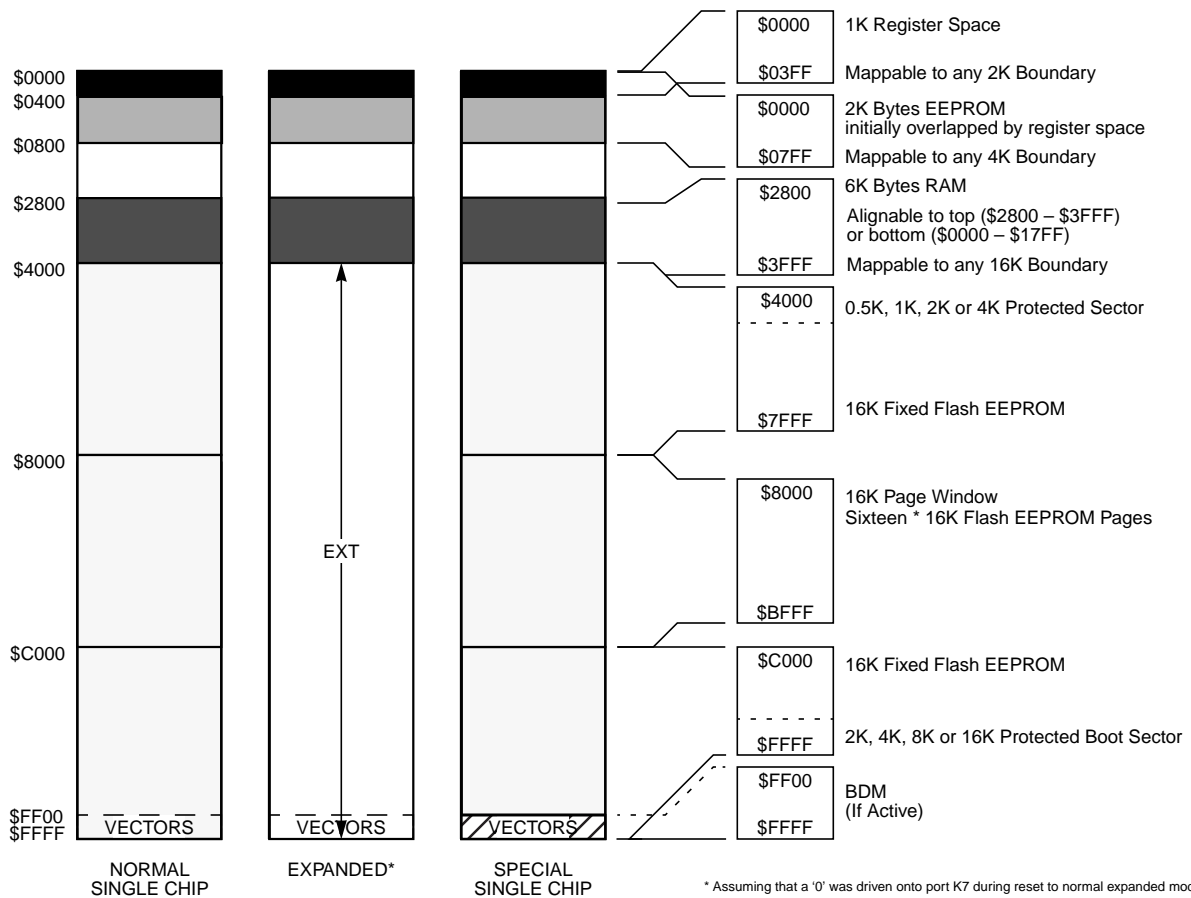 $0000
$0400
$0800
$2800
$4000
$8000
$C000
$FF00
$FFFF
EXT
VECTORS
VECTORS
VECTORS
NORMAL
SINGLE CHIP
EXPANDED*
SPECIAL
SINGLE CHIP
$0000 1K Register Space
$03FF Mappable to any 2K Boundary
$0000 2K Bytes EEPROM
initially overlapped by register space
$07FF Mappable to any 4K Boundary
$2800 6K Bytes RAM
Alignable to top ($2800 – $3FFF)
or bottom ($0000 – $17FF)
$3FFF Mappable to any 16K Boundary
$4000 0.5K, 1K, 2K or 4K Protected Sector
16K Fixed Flash EEPROM
$7FFF
$8000 16K Page Window
Sixteen * 16K Flash EEPROM Pages
$BFFF
$C000 16K Fixed Flash EEPROM
$FFFF 2K, 4K, 8K or 16K Protected Boot Sector
$FF00 BDM
(If Active)
$FFFF
* Assuming that a ‘0’ was driven onto port K7 during reset to normal expanded